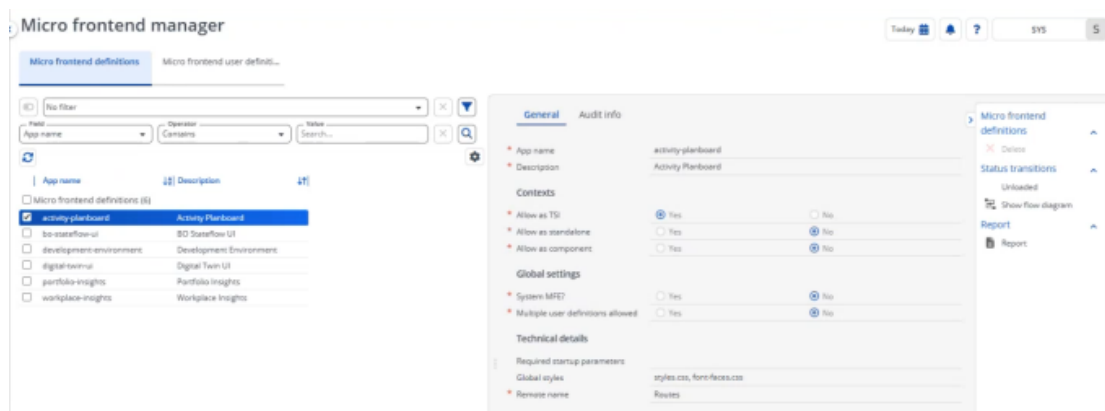 Micro frontend manager
Today
?
SYS
S
Micro frontend definitions
Micro frontend user definiti...
No filter
Field
App name
Operator
Contains
Value
Search...
App name
Description
Micro frontend definitions (6)
activity-planboard Activity Planboard
bo-stateflow-ui BO Stateflow UI
development-environment Development Environment
digital-twin-ui Digital Twin UI
portfolio-insights Portfolio Insights
workplace-insights Workplace Insights
General Audit info
* App name activity-planboard
* Description Activity Planboard
Contexts
* Allow as TSI Yes No
* Allow as standalone Yes No
* Allow as component Yes No
Global settings
* System MFE? Yes No
* Multiple user definitions allowed Yes No
Technical details
Required startup parameters
Global styles styles.css, font-faces.css
* Remote name Routes
Micro frontend
definitions
Delete
Status transitions
Unloaded
Show flow diagram
Report
Report